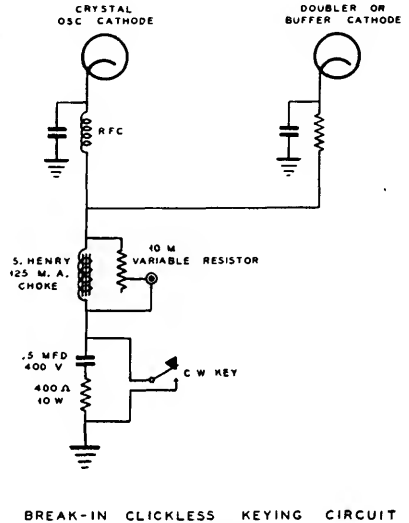 CRYSTAL
OSC CATHODE
DOUBLER OR
BUFFER CATHODE
RFC
5. HENRY
125 M. A.
CHOKE
10 M
VARIABLE RESISTOR
.5 MFD
400 V
400 Ω
10 W
C W KEY
BREAK-IN CLICKLESS KEYING CIRCUIT